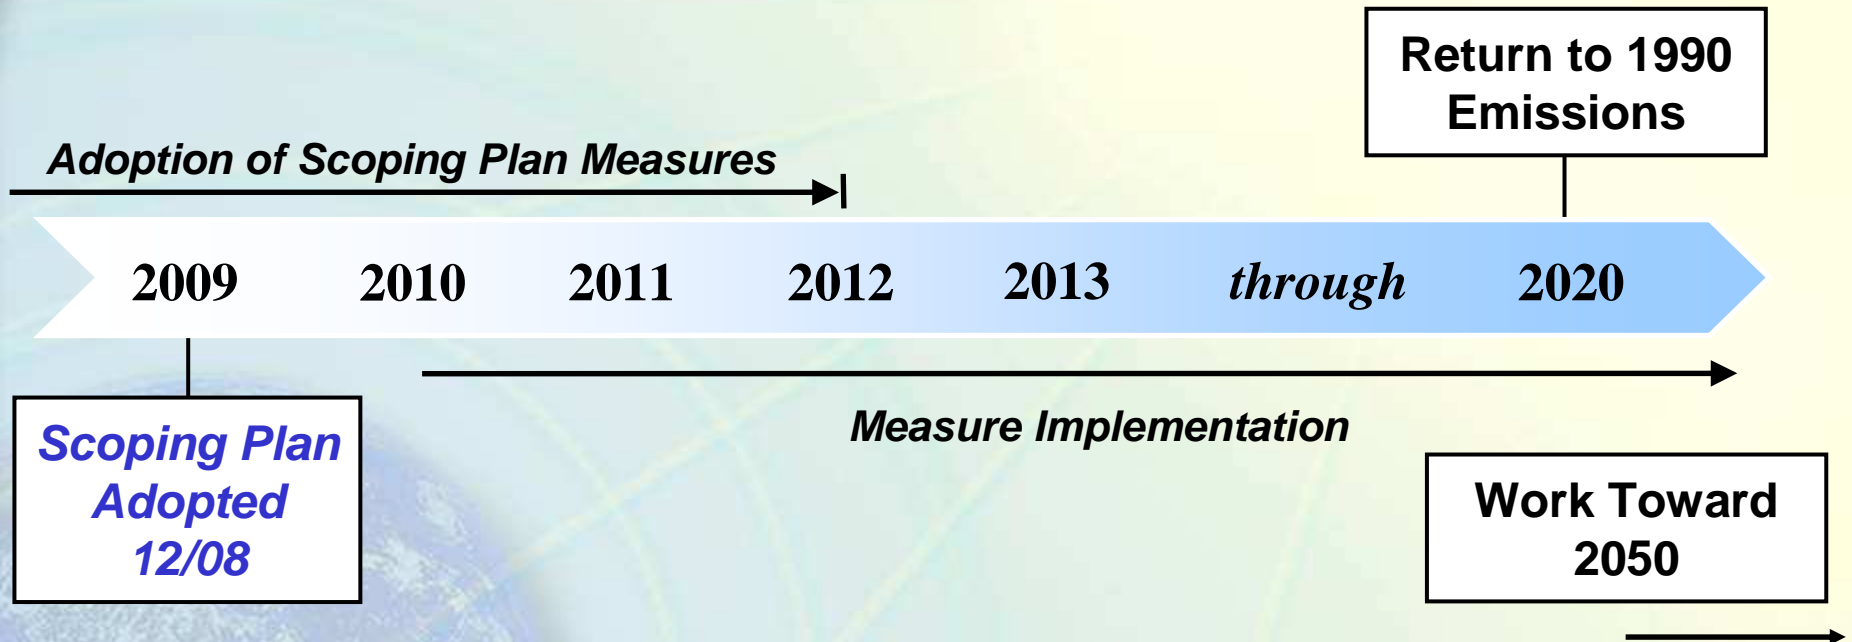 Return to 1990
Emissions
Adoption of Scoping Plan Measures
2009 2010 2011 2012 2013 through 2020
Measure Implementation
Scoping Plan
Adopted
12/08
Work Toward
2050